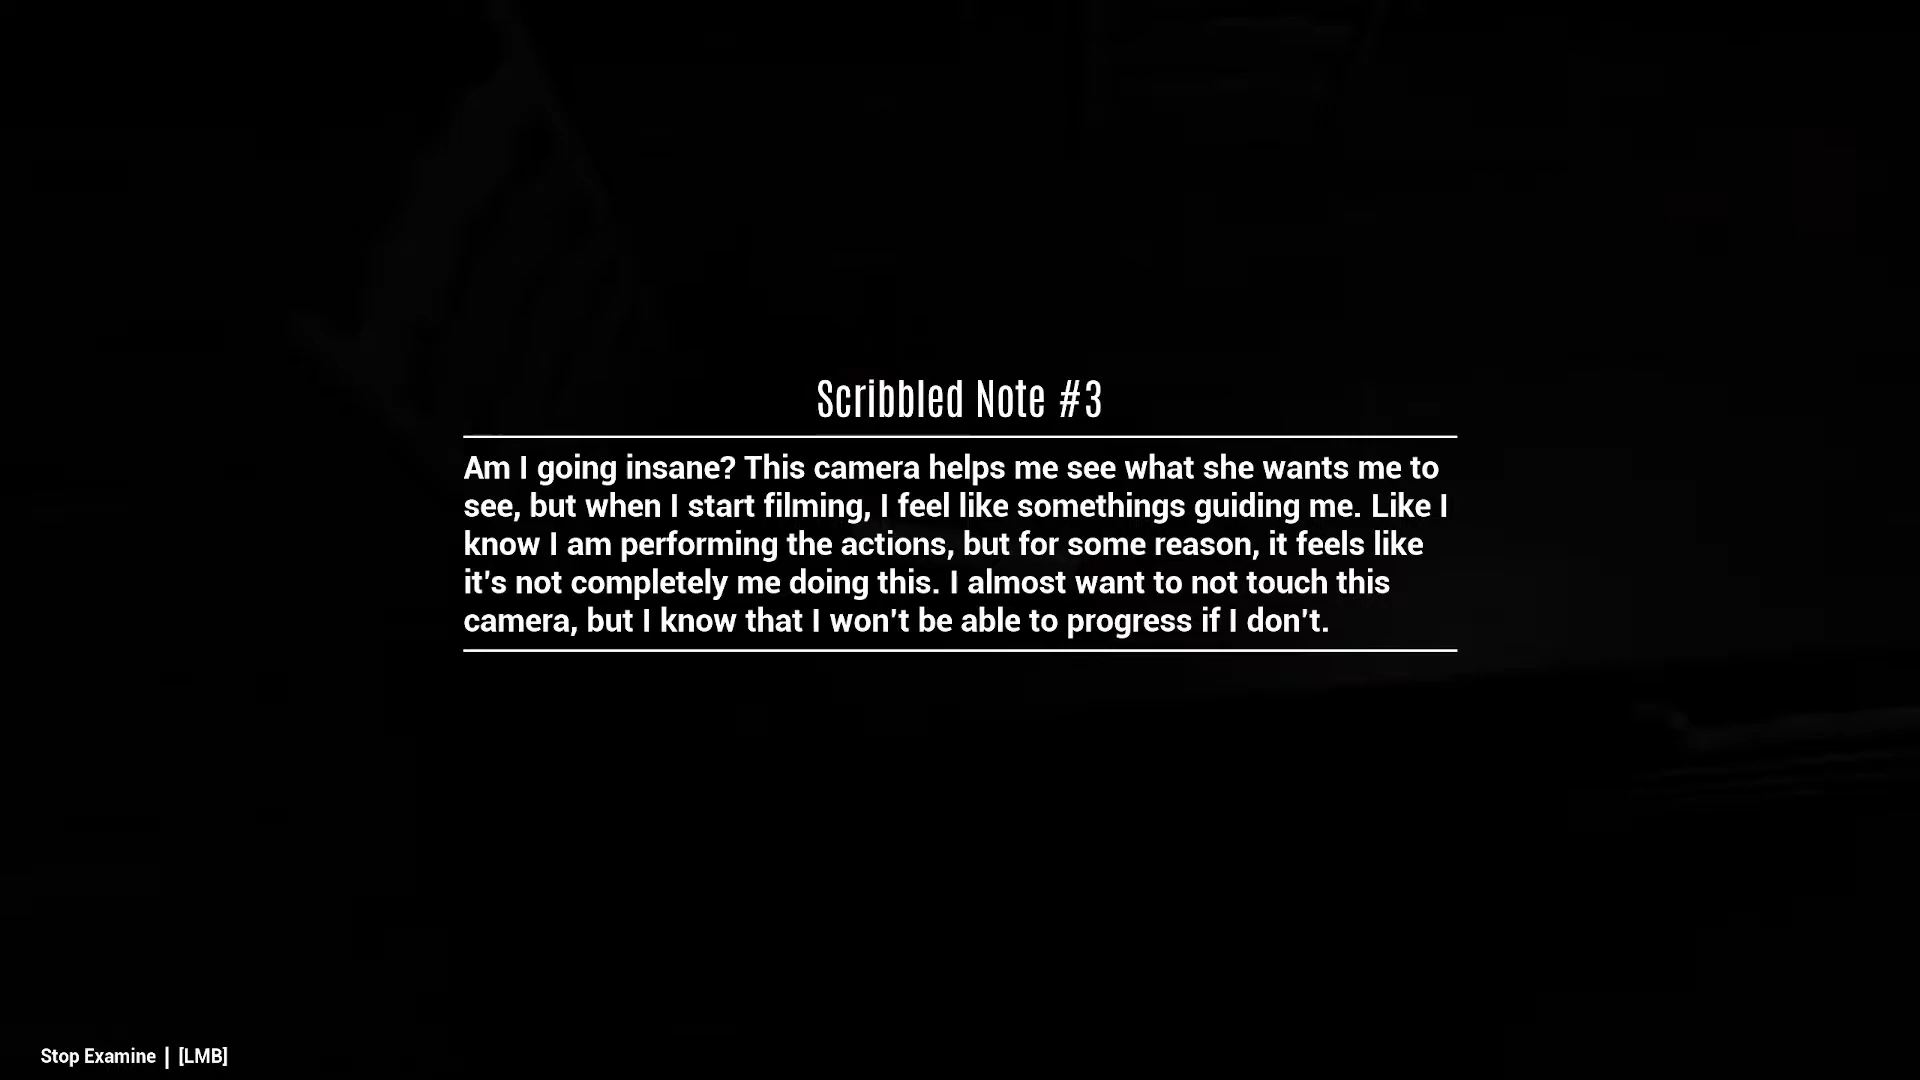 Scribbled Note #3
Am I going insane? This camera helps me see what she wants me to
see, but when I start filming, I feel like somethings guiding me. Like I
know I am performing the actions, but for some reason, it feels like
it's not completely me doing this. I almost want to not touch this
camera, but I know that I won't be able to progress if I don't.
Stop Examine | [LMB]